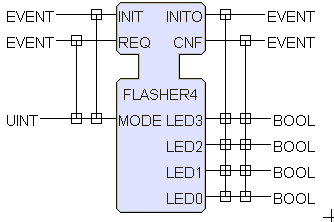 EVENT INIT INITO EVENT
EVENT REQ CNF EVENT
FLASHER4
UINT MODE LED3 BOOL
LED2 BOOL
LED1 BOOL
LED0 BOOL